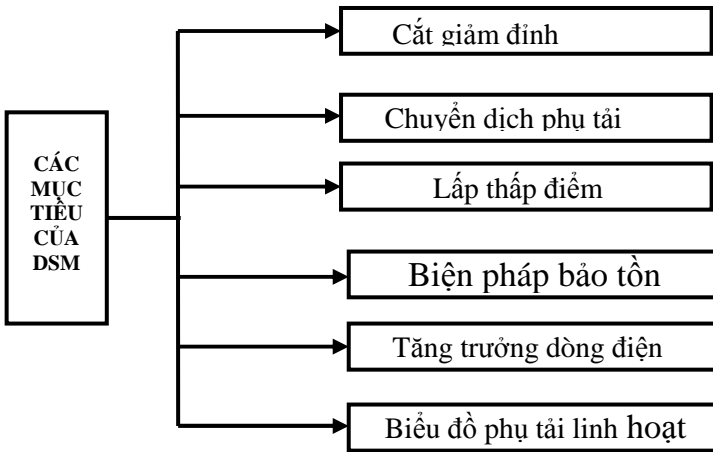 CÁC
MỤC
TIÊU
CỦA
DSM
Cắt giảm đỉnh
Chuyển dịch phụ tải
Lấp thấp điểm
Biện pháp bảo tồn
Tăng trưởng dòng điện
Biểu đồ phụ tải linh hoạt